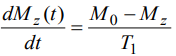 dM_z(t)/dt = (M_0 − M_z)/T_1